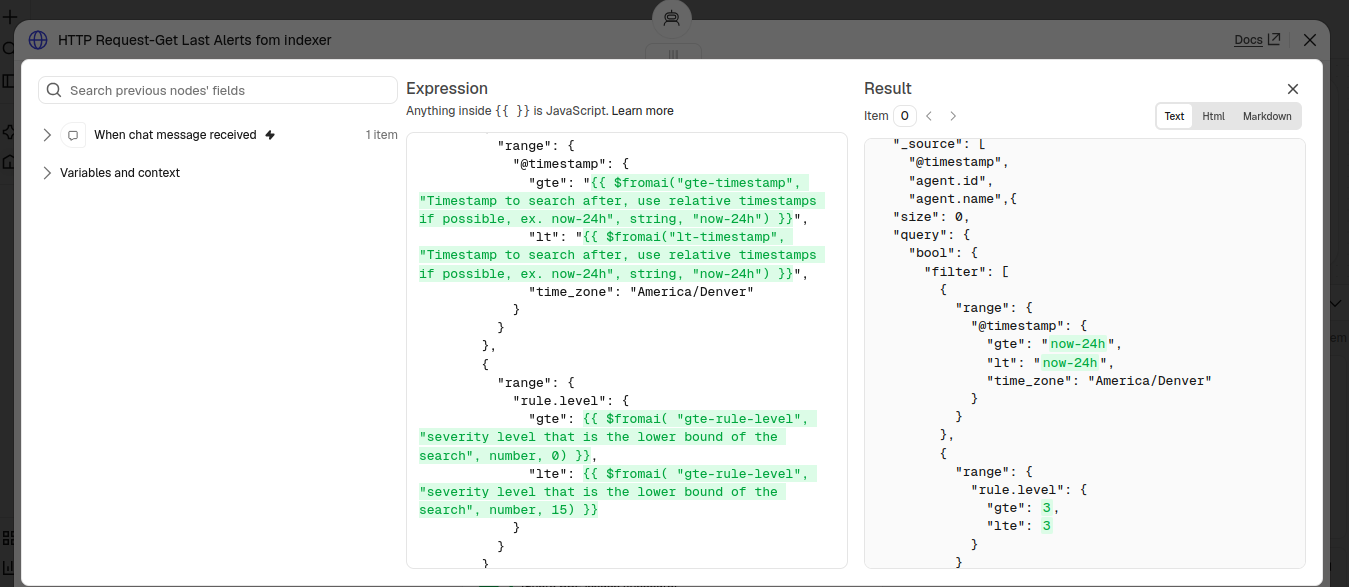 HTTP Request-Get Last Alerts fom indexer
Docs
Search previous nodes' fields
When chat message received
1 item
Variables and context
Expression
Anything inside {{ }} is JavaScript. Learn more
"range": {
"@timestamp": {
"gte": "{{ $fromai("gte-timestamp",
"Timestamp to search after, use relative timestamps
if possible, ex. now-24h", string, "now-24h") }}",
"lt": "{{ $fromai("lt-timestamp",
"Timestamp to search after, use relative timestamps
if possible, ex. now-24h", string, "now-24h") }}",
"time_zone": "America/Denver"
}
}
},
{
"range": {
"rule.level": {
"gte": {{ $fromai( "gte-rule-level",
"severity level that is the lower bound of the
search", number, 0) }},
"lte": {{ $fromai( "gte-rule-level",
"severity level that is the lower bound of the
search", number, 15) }}
}
}
}
Result
Item 0
Text Html Markdown
"_source": [
"@timestamp",
"agent.id",
"agent.name",{
"size": 0,
"query": {
"bool": {
"filter": [
{
"range": {
"@timestamp": {
"gte": "now-24h",
"lt": "now-24h",
"time_zone": "America/Denver"
}
}
},
{
"range": {
"rule.level": {
"gte": 3,
"lte": 3
}
}